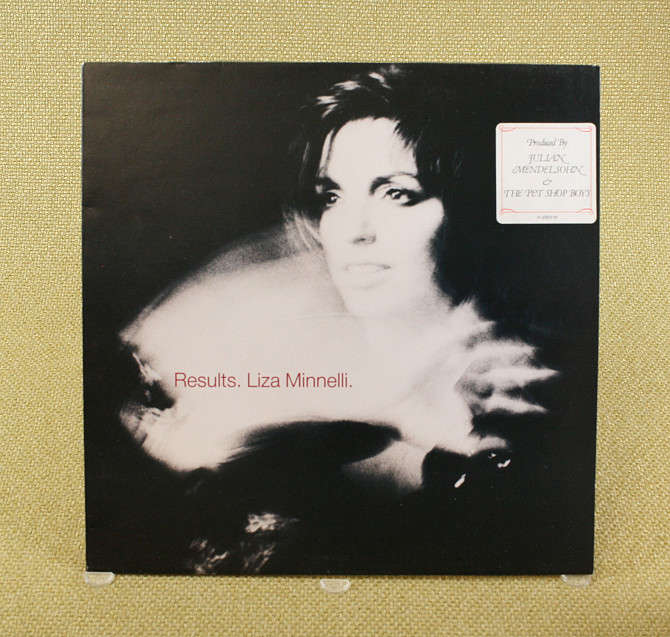 Produced By
JULIAN
MENDELSOHN
&
THE PET SHOP BOYS
Results. Liza Minnelli.